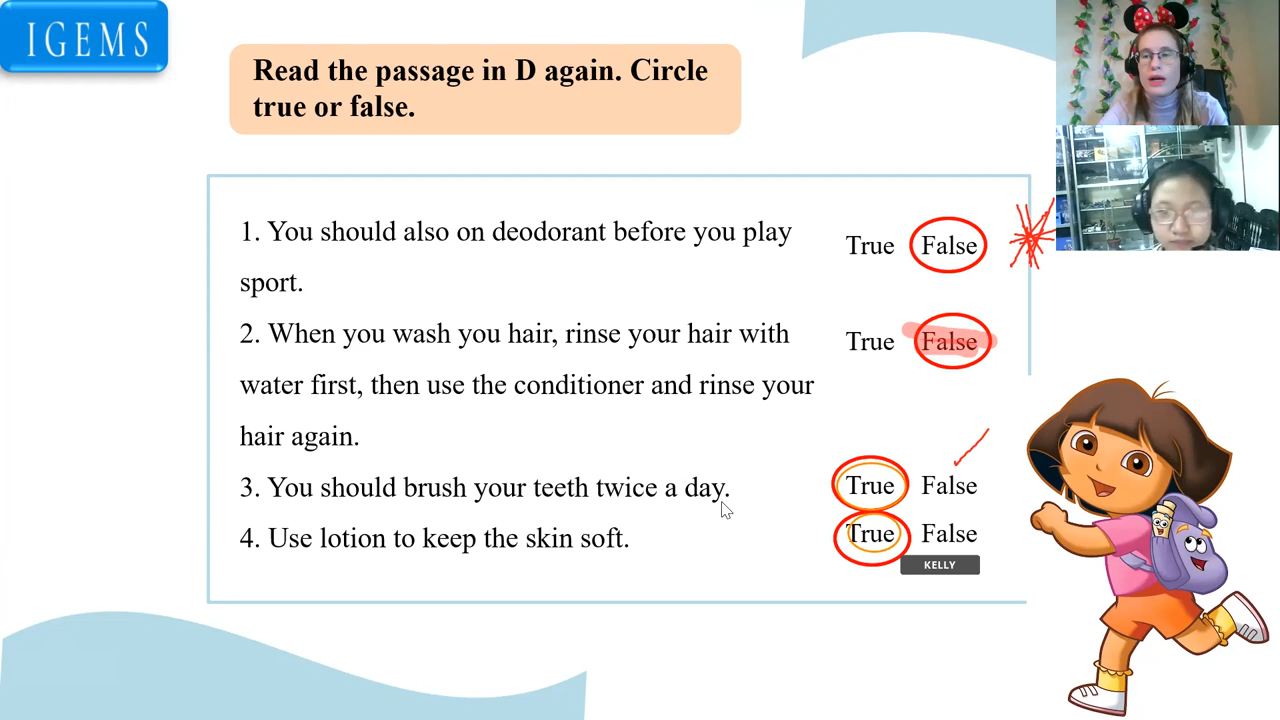 IGEMS
Read the passage in D again. Circle
true or false.
1. You should also on deodorant before you play
sport.
True False
2. When you wash you hair, rinse your hair with
water first, then use the conditioner and rinse your
hair again.
True False
3. You should brush your teeth twice a day.
True False
4. Use lotion to keep the skin soft.
True False
KELLY